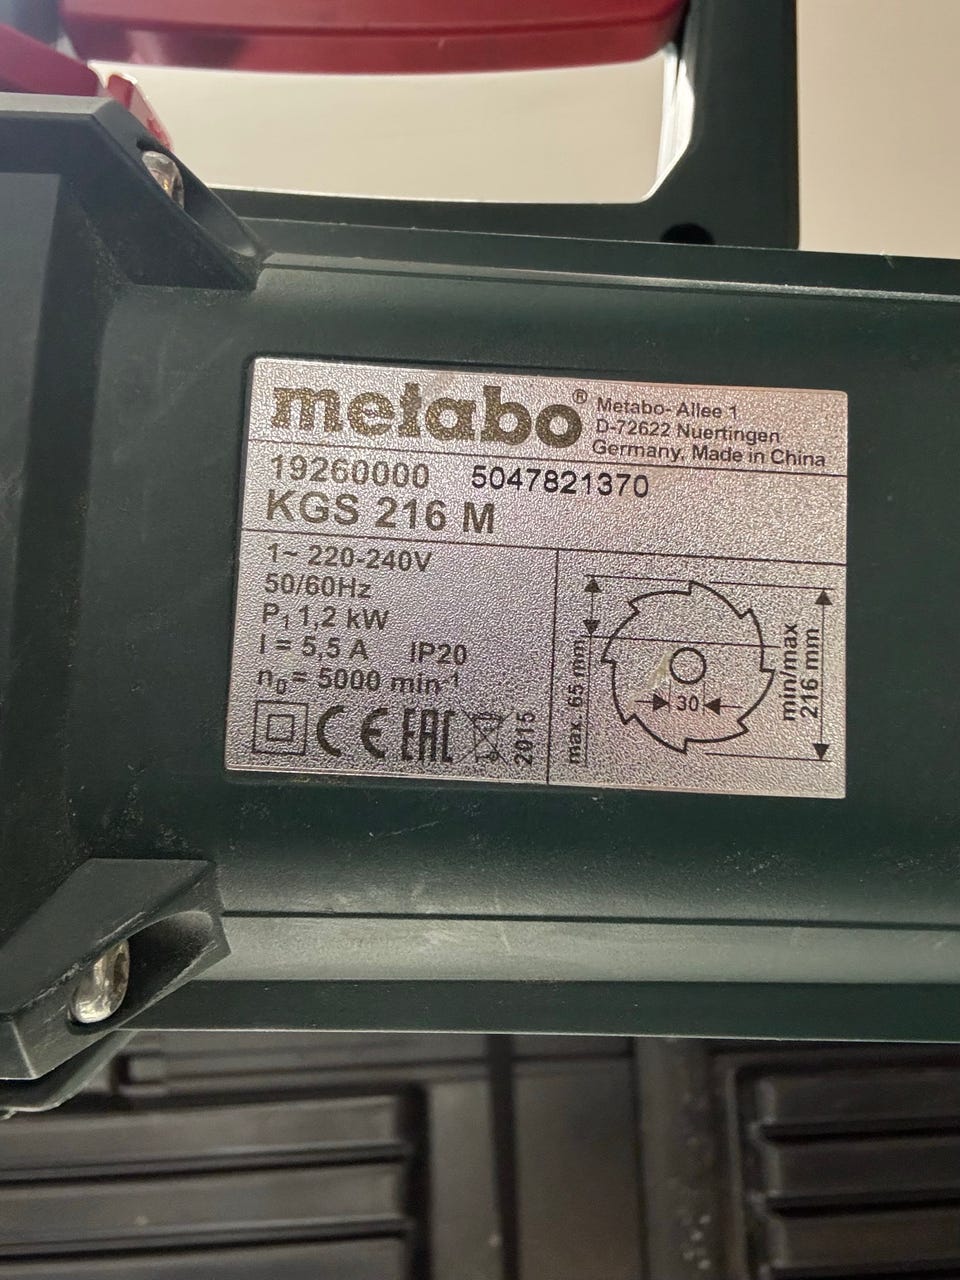 metabo®
Metabo- Allee 1
D-72622 Nuertingen
Germany, Made in China
19260000 5047821370
KGS 216 M
1~ 220-240V
50/60Hz
P₁ 1,2 kW
I = 5,5 A IP20
n₀ = 5000 min⁻¹
CE EAC
2015
max. 65 mm
30
min/max
216 mm